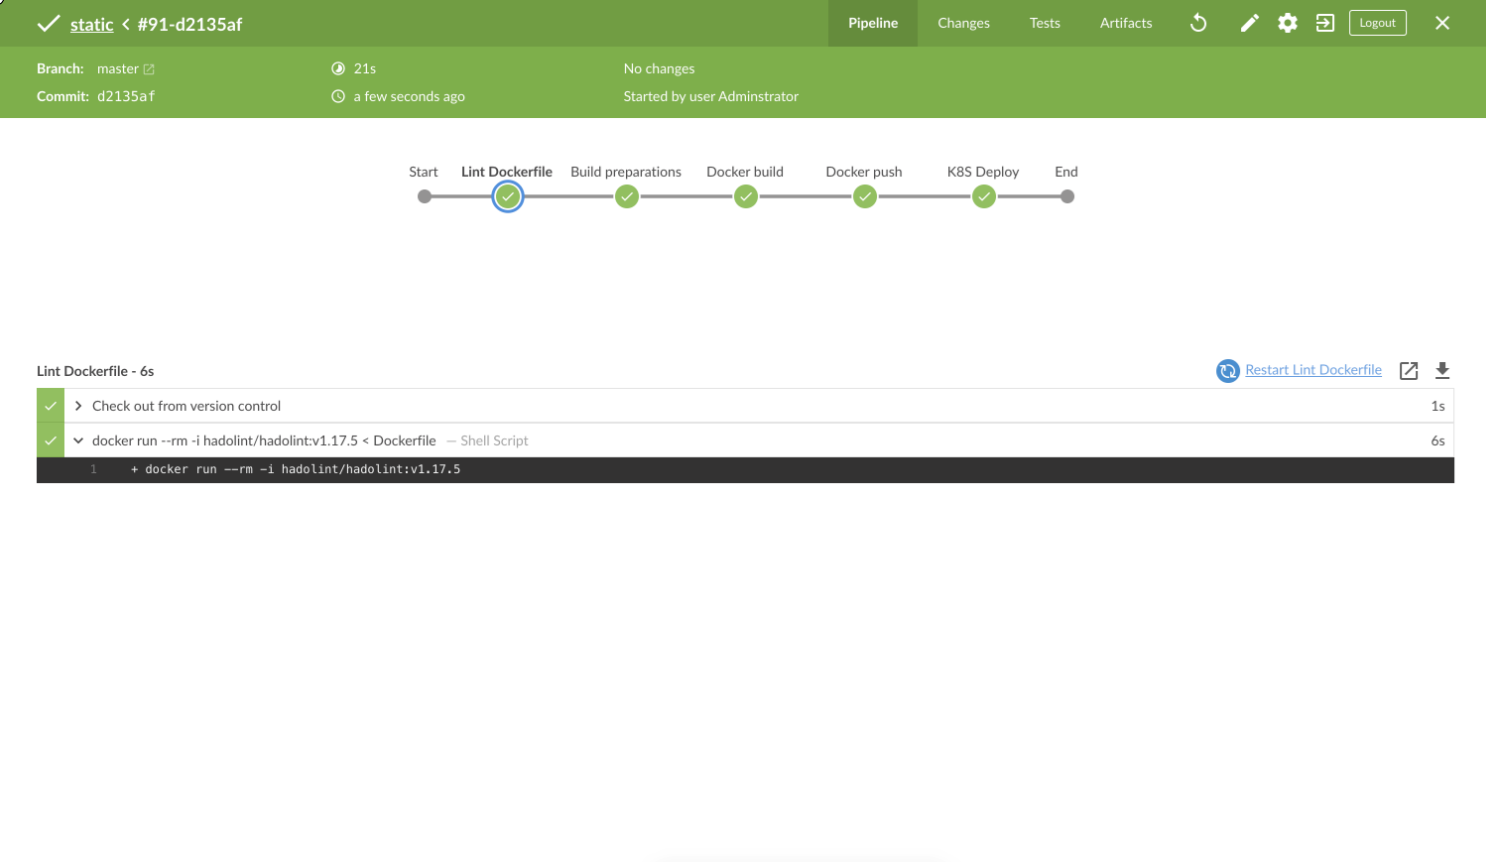 static < #91-d2135af
Pipeline Changes Tests Artifacts Logout
Branch: master 21s No changes
Commit: d2135af a few seconds ago Started by user Adminstrator
Start Lint Dockerfile Build preparations Docker build Docker push K8S Deploy End
Lint Dockerfile - 6s Restart Lint Dockerfile
Check out from version control 1s
docker run --rm -i hadolint/hadolint:v1.17.5 < Dockerfile — Shell Script 6s
1 + docker run --rm -i hadolint/hadolint:v1.17.5